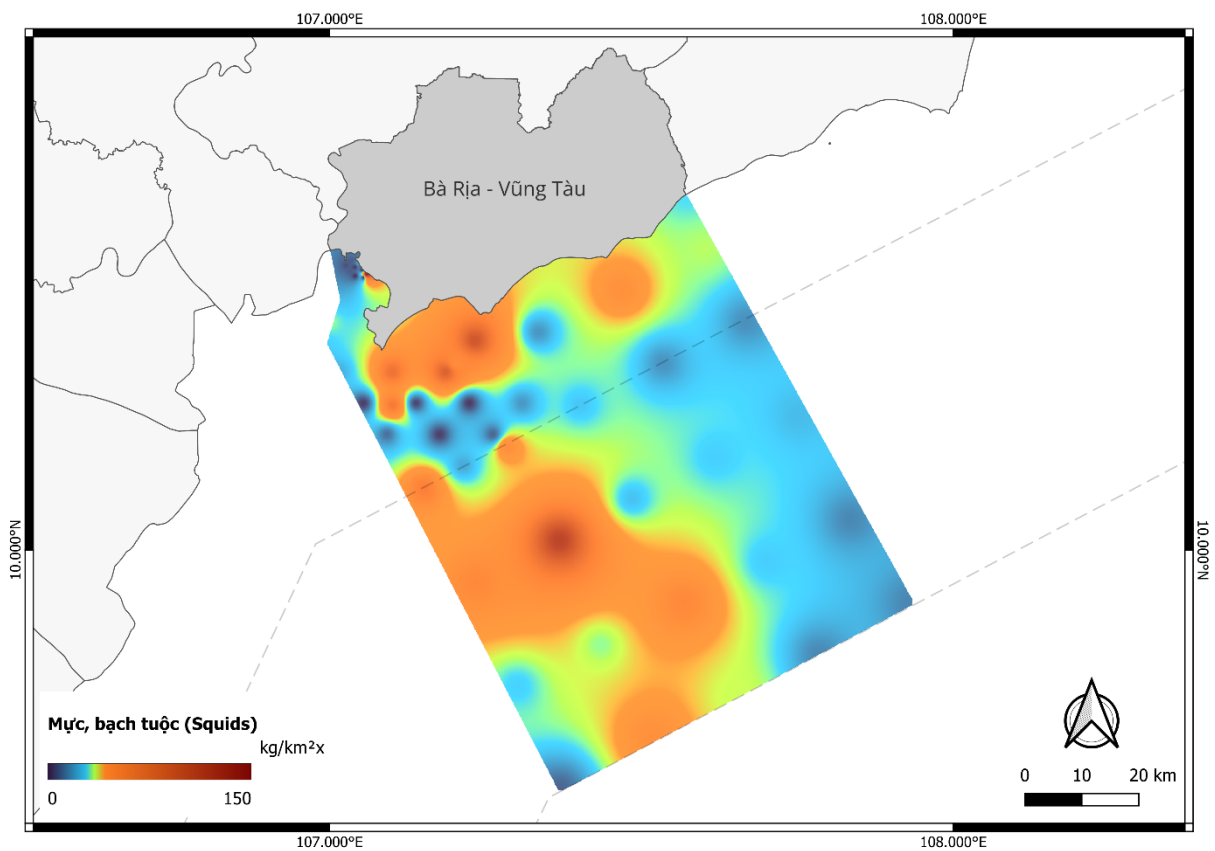 107.000°E 108.000°E
Bà Rịa - Vũng Tàu
10.000°N 10.000°N
Mực, bạch tuộc (Squids)
kg/km²x
0 150
0 10 20 km
107.000°E 108.000°E